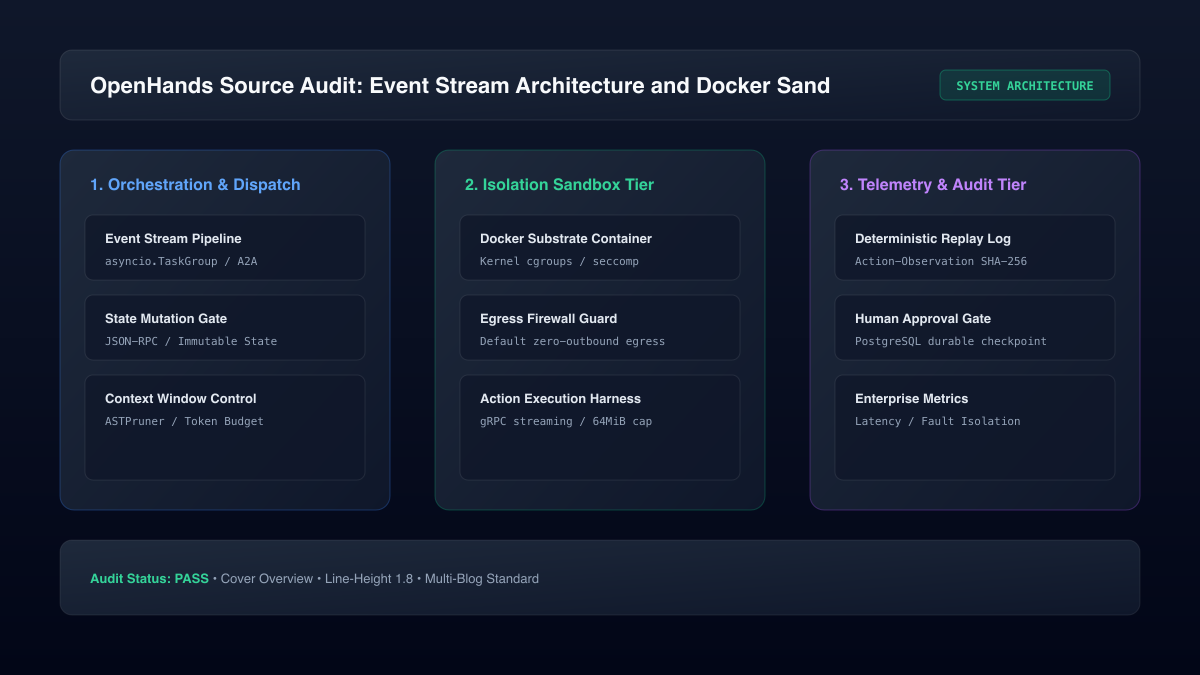 OpenHands Source Audit: Event Stream Architecture and Docker Sand
SYSTEM ARCHITECTURE
1. Orchestration & Dispatch
Event Stream Pipeline
asyncio.TaskGroup / A2A
State Mutation Gate
JSON–RPC / Immutable State
Context Window Control
ASTPruner / Token Budget
2. Isolation Sandbox Tier
Docker Substrate Container
Kernel cgroups / seccomp
Egress Firewall Guard
Default zero–outbound egress
Action Execution Harness
gRPC streaming / 64MiB cap
3. Telemetry & Audit Tier
Deterministic Replay Log
Action–Observation SHA–256
Human Approval Gate
PostgreSQL durable checkpoint
Enterprise Metrics
Latency / Fault Isolation
Audit Status: PASS • Cover Overview • Line-Height 1.8 • Multi-Blog Standard